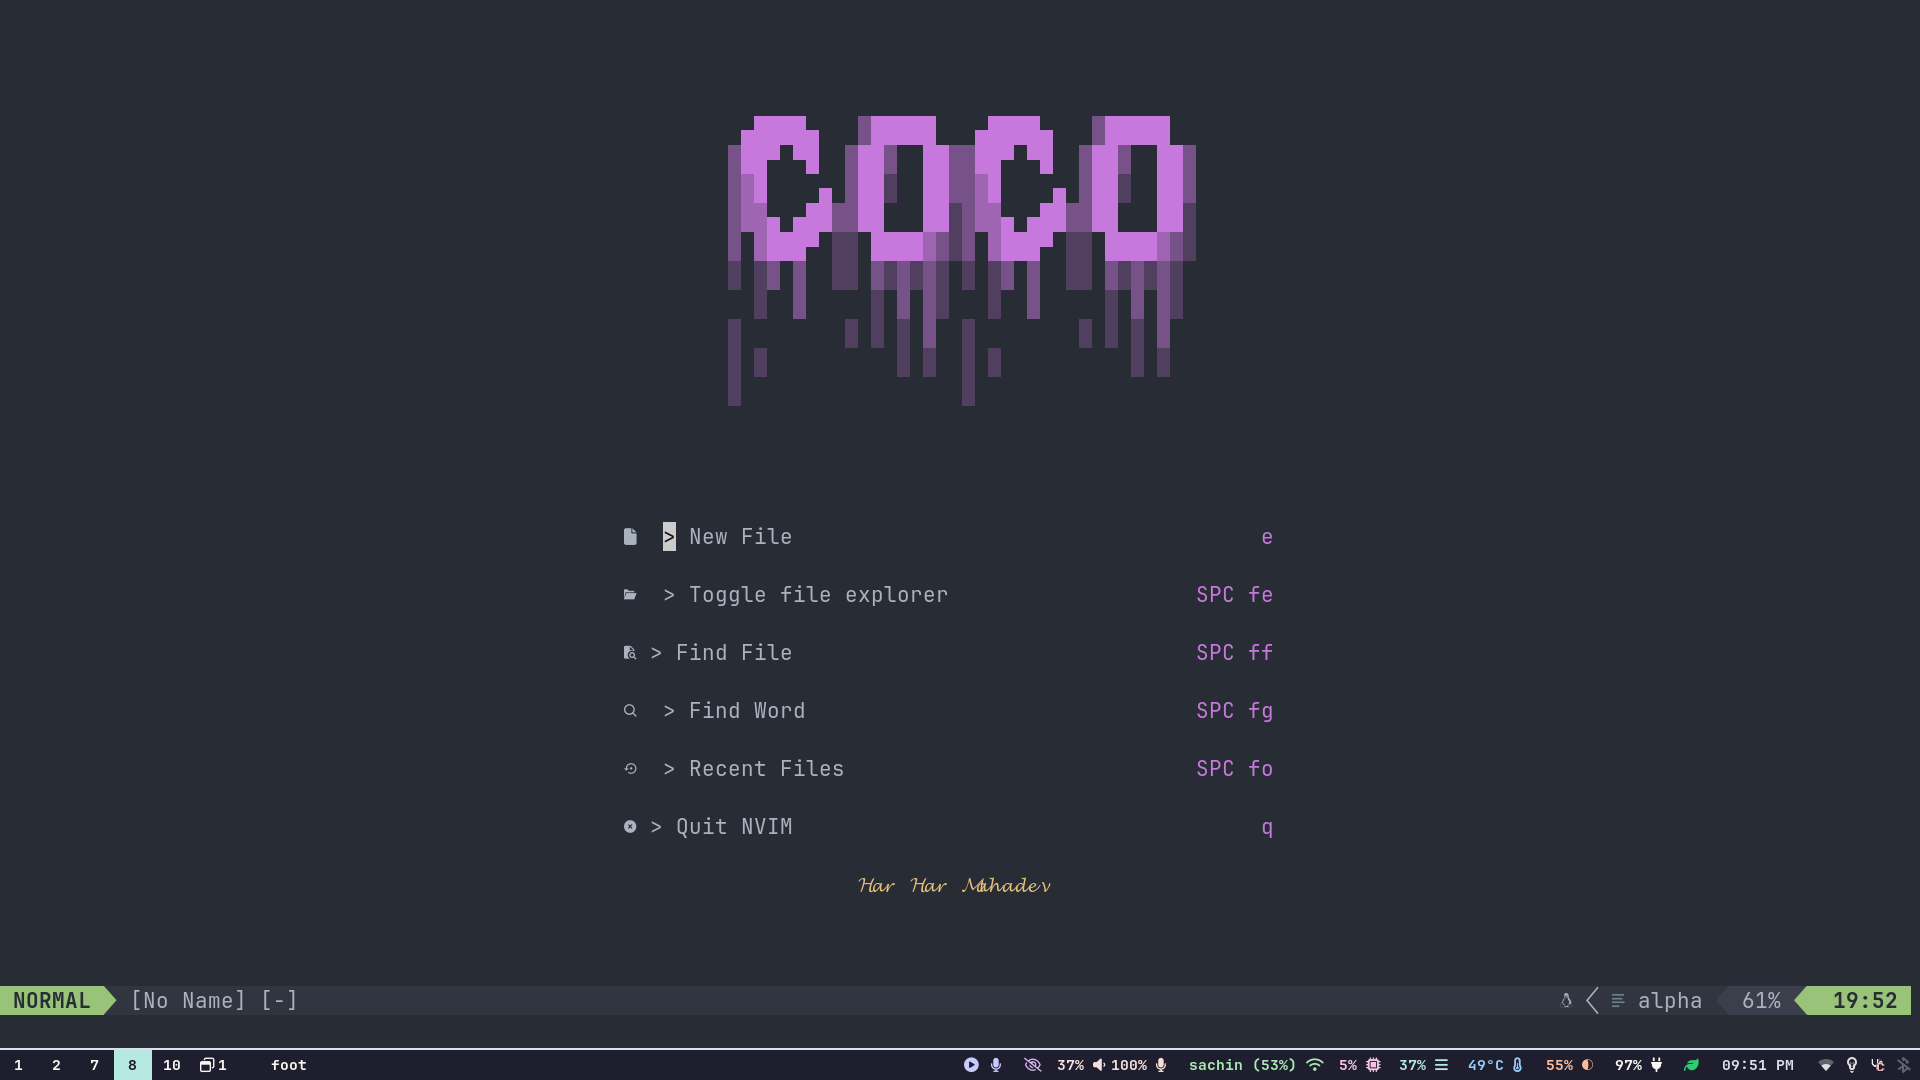 COCO
> New File e
> Toggle file explorer SPC fe
> Find File SPC ff
> Find Word SPC fg
> Recent Files SPC fo
> Quit NVIM q
Har Har Mahadev
NORMAL [No Name] [-] alpha 61% 19:52
1 2 7 8 10 1 foot 37% 100% sachin (53%) 5% 37% 49°C 55% 97% 09:51 PM